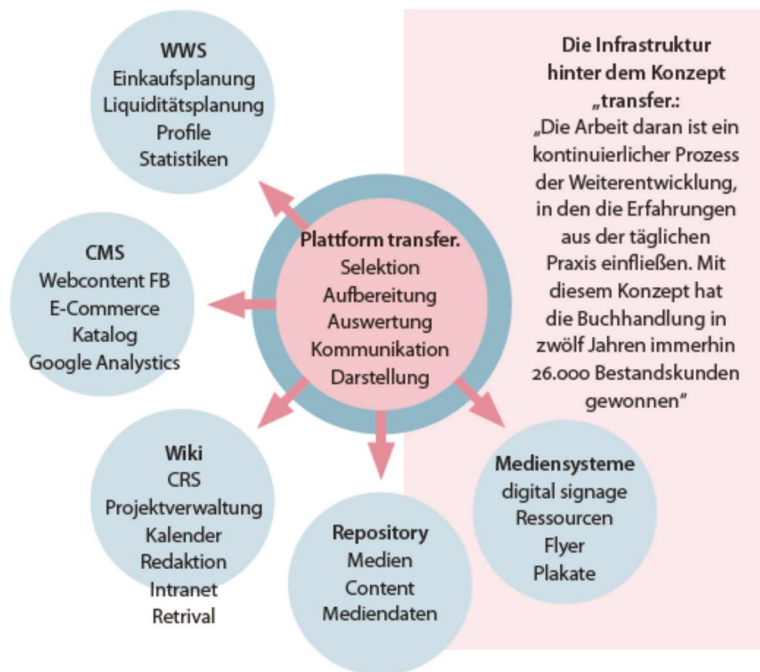 WWS
Einkaufsplanung
Liquiditätsplanung
Profile
Statistiken
CMS
Webcontent FB
E-Commerce
Katalog
Google Analystics
Wiki
CRS
Projektverwaltung
Kalender
Redaktion
Intranet
Retrival
Plattform transfer.
Selektion
Aufbereitung
Auswertung
Kommunikation
Darstellung
Repository
Medien
Content
Mediendaten
Mediensysteme
digital signage
Ressourcen
Flyer
Plakate
Die Infrastruktur
hinter dem Konzept
„transfer.:
„Die Arbeit daran ist ein
kontinuierlicher Prozess
der Weiterentwicklung,
in den die Erfahrungen
aus der täglichen
Praxis einfließen. Mit
diesem Konzept hat
die Buchhandlung in
zwölf Jahren immerhin
26.000 Bestandskunden
gewonnen“